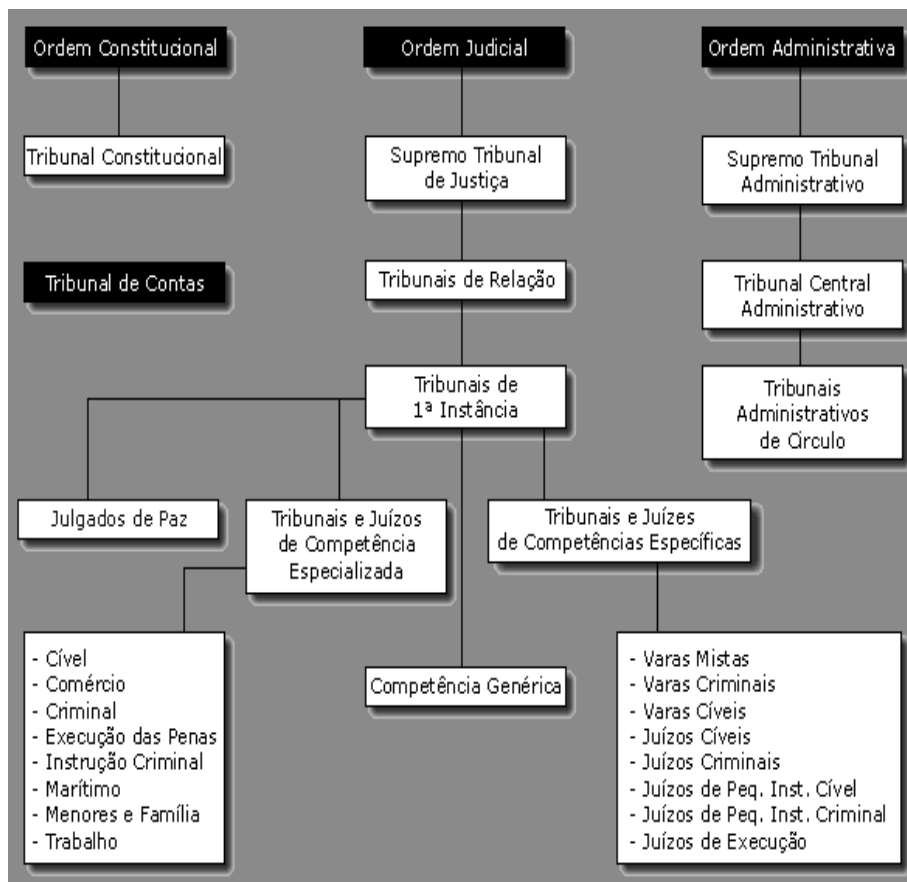 Ordem Constitucional
Ordem Judicial
Ordem Administrativa
Tribunal Constitucional
Supremo Tribunal
de Justiça
Supremo Tribunal
Administrativo
Tribunal de Contas
Tribunais de Relação
Tribunal Central
Administrativo
Tribunais de
1ª Instância
Tribunais
Administrativos
de Circulo
Julgados de Paz
Tribunais e Juízos
de Competência
Especializada
Tribunais e Juízes
de Competências Específicas
- Cível
- Comércio
- Criminal
- Execução das Penas
- Instrução Criminal
- Marítimo
- Menores e Família
- Trabalho
Competência Genérica
- Varas Mistas
- Varas Criminais
- Varas Cíveis
- Juízos Cíveis
- Juízos Criminais
- Juízos de Peq. Inst. Cível
- Juízos de Peq. Inst. Criminal
- Juízos de Execução